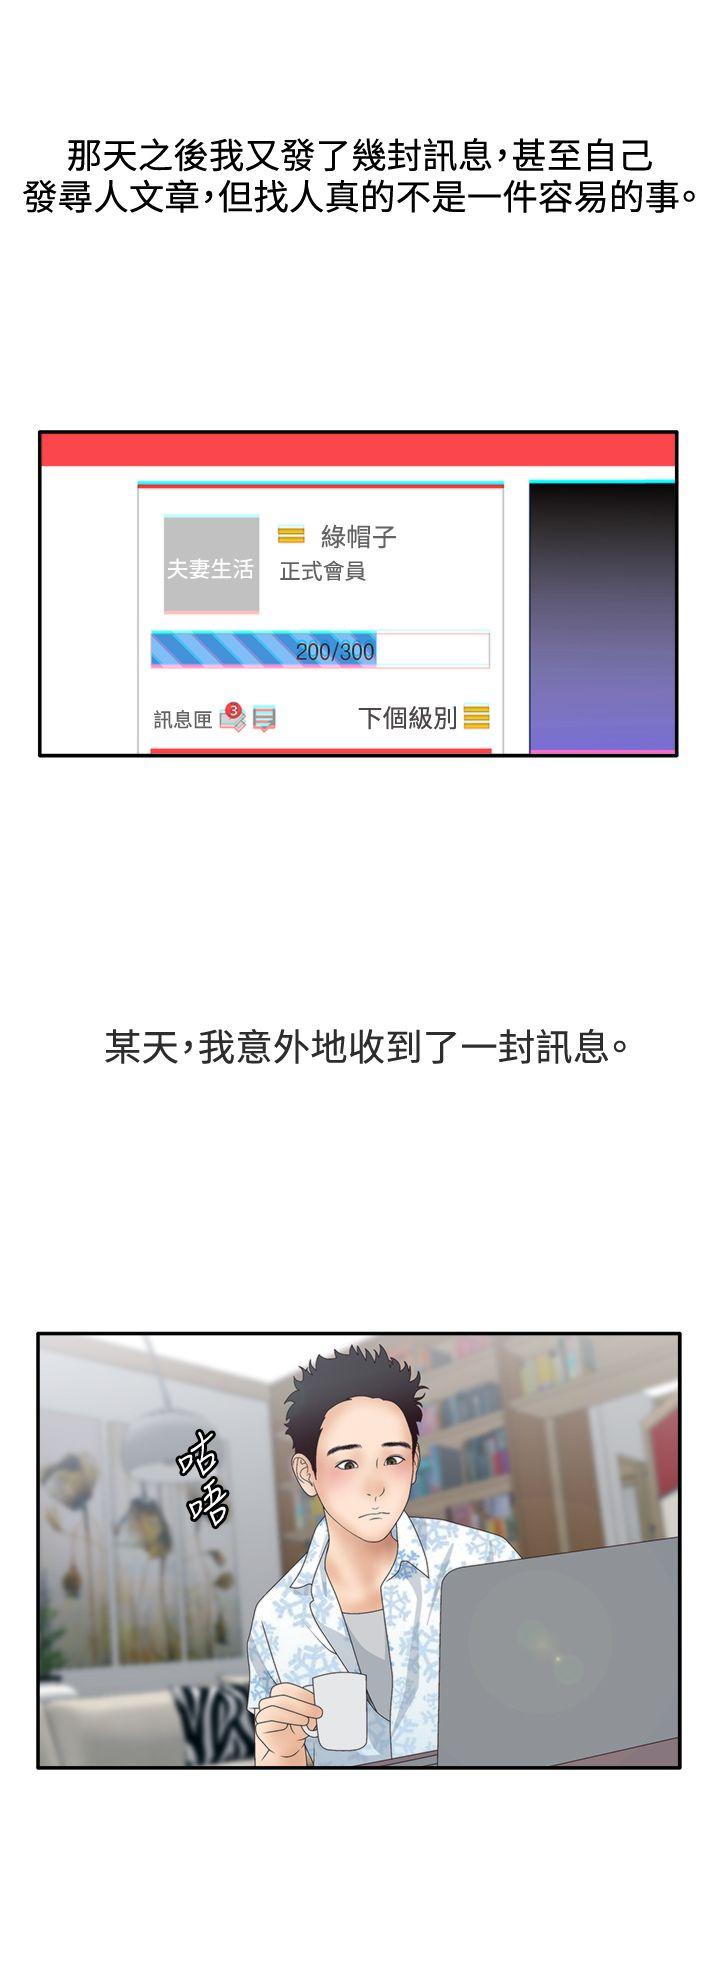 那天之後我又發了幾封訊息，甚至自己
發尋人文章，但找人真的不是一件容易的事。
綠帽子
夫妻生活
正式會員
200/300
訊息匣
3
下個級別
某天，我意外地收到了一封訊息。
咕
唔